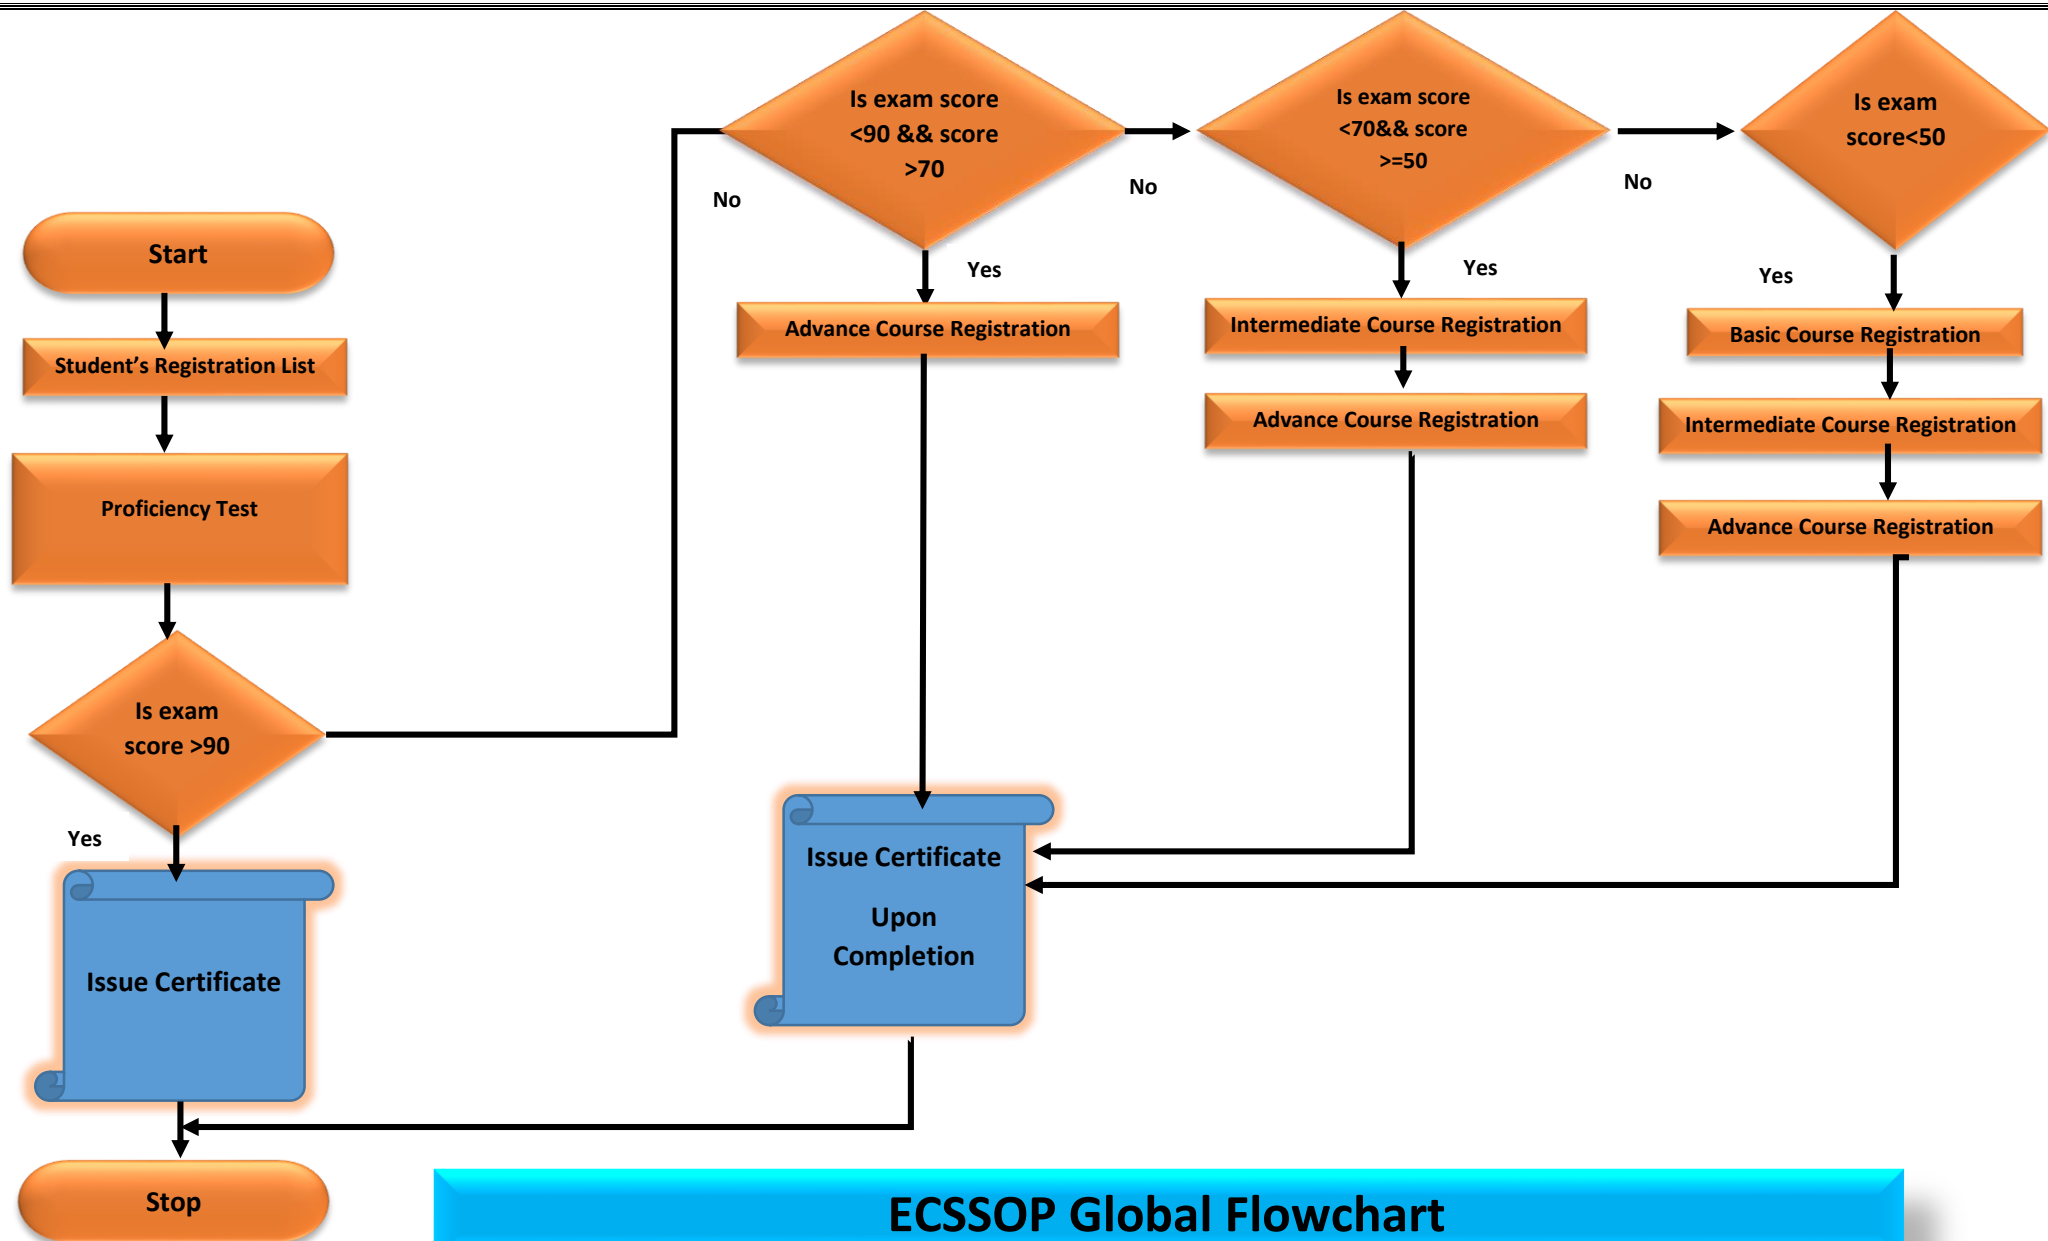 Start
Student’s Registration List
Proficiency Test
Is exam
score >90
Yes
Issue Certificate
Stop
No
Is exam score
<90 && score
>70
No
Yes
Advance Course Registration
Issue Certificate
Upon
Completion
Is exam score
<70&& score
>=50
No
Yes
Intermediate Course Registration
Advance Course Registration
Is exam
score<50
Yes
Basic Course Registration
Intermediate Course Registration
Advance Course Registration
ECSSOP Global Flowchart